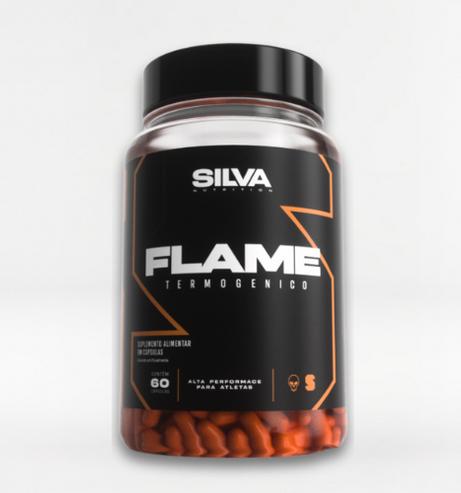 SILVA
NUTRITION
FLAME
TERMOGENICO
SUPLEMENTO ALIMENTAR
EM CÁPSULAS
CONTÉM
60
CÁPSULAS
ALTA PERFORMACE
PARA ATLETAS
S